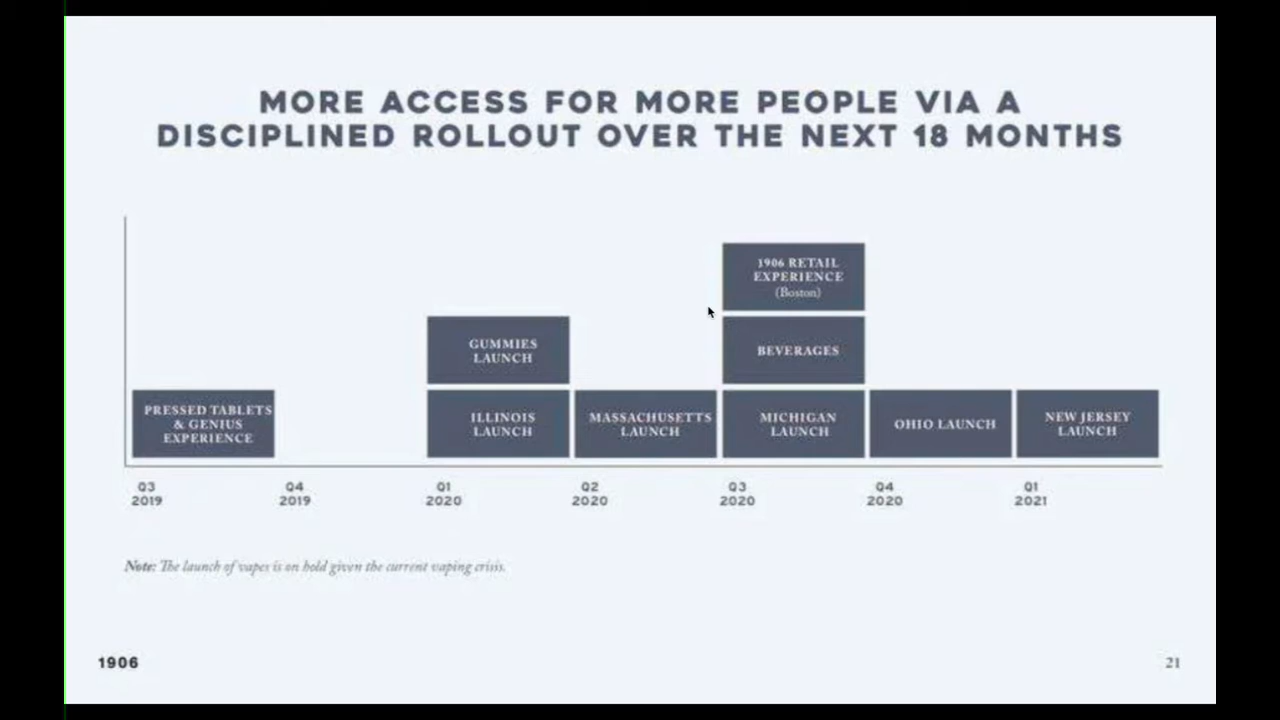 MORE ACCESS FOR MORE PEOPLE VIA A
DISCIPLINED ROLLOUT OVER THE NEXT 18 MONTHS
1906 RETAIL
EXPERIENCE
(Boston)
GUMMIES
LAUNCH
BEVERAGES
PRESSED TABLETS
& GENIUS
EXPERIENCE
ILLINOIS
LAUNCH
MASSACHUSETTS
LAUNCH
MICHIGAN
LAUNCH
OHIO LAUNCH
NEW JERSEY
LAUNCH
Q3
2019
Q4
2019
Q1
2020
Q2
2020
Q3
2020
Q4
2020
Q1
2021
Note: The launch of vapes is on hold given the current vaping crisis.
1906
21